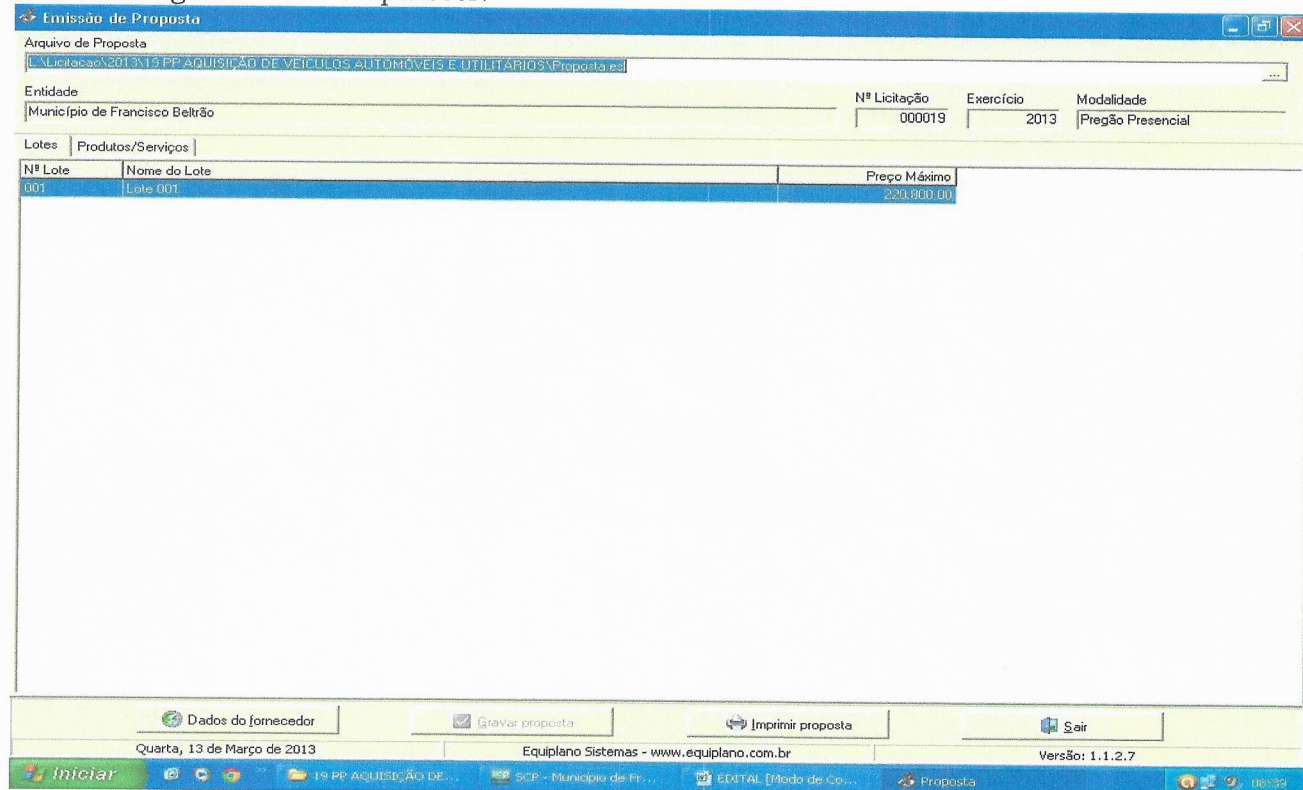 Emissão de Proposta
Arquivo de Proposta
L:\Licitacao\2013\19 PP AQUISIÇÃO DE VEÍCULOS AUTOMÓVEIS E UTILITÁRIOS\Proposta.esl
...
Entidade
Nº Licitação Exercício Modalidade
Município de Francisco Beltrão 000019 2013 Pregão Presencial
Lotes Produtos/Serviços
Nº Lote Nome do Lote Preço Máximo
001 Lote 001 220.800,00
Dados do fornecedor Gravar proposta Imprimir proposta Sair
Quarta, 13 de Março de 2013 Equiplano Sistemas - www.equiplano.com.br Versão: 1.1.2.7
Iniciar 19 PP AQUISIÇÃO DE... SCP - Município de Fr... EDITAL [Modo de Co... Proposta 08:39